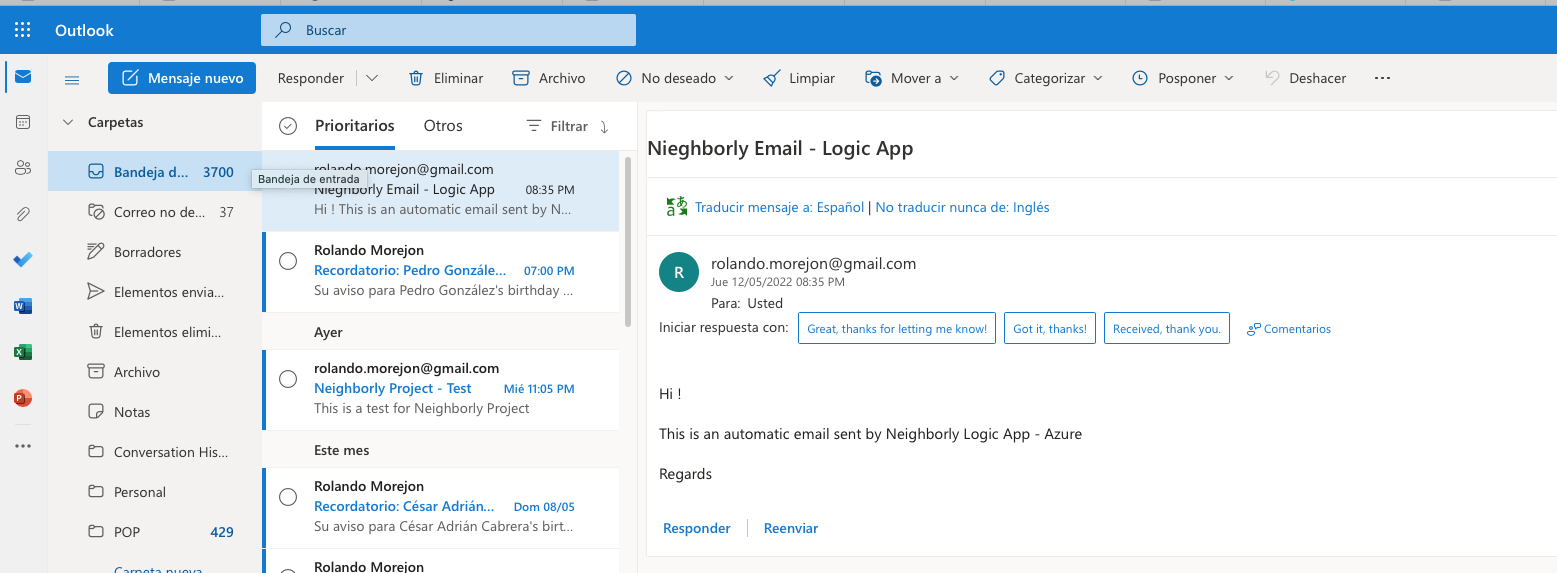 Outlook
Buscar
Mensaje nuevo
Responder
Eliminar
Archivo
No deseado
Limpiar
Mover a
Categorizar
Posponer
Deshacer
Carpetas
Bandeja d... 3700
Bandeja de entrada
Correo no de... 37
Borradores
Elementos envia...
Elementos elimi...
Archivo
Notas
Conversation His...
Personal
POP 429
Carpeta nueva
Prioritarios
Otros
Filtrar
rolando.morejon@gmail.com
Nieghborly Email - Logic App 08:35 PM
Hi ! This is an automatic email sent by N...
Rolando Morejon
Recordatorio: Pedro Gonzále... 07:00 PM
Su aviso para Pedro González's birthday ...
Ayer
rolando.morejon@gmail.com
Neighborly Project - Test Mié 11:05 PM
This is a test for Neighborly Project
Este mes
Rolando Morejon
Recordatorio: César Adrián... Dom 08/05
Su aviso para César Adrián Cabrera's birt...
Rolando Morejon
Nieghborly Email - Logic App
Traducir mensaje a: Español | No traducir nunca de: Inglés
R
rolando.morejon@gmail.com
Jue 12/05/2022 08:35 PM
Para: Usted
Iniciar respuesta con: Great, thanks for letting me know! Got it, thanks! Received, thank you. Comentarios
Hi !
This is an automatic email sent by Neighborly Logic App - Azure
Regards
Responder
Reenviar